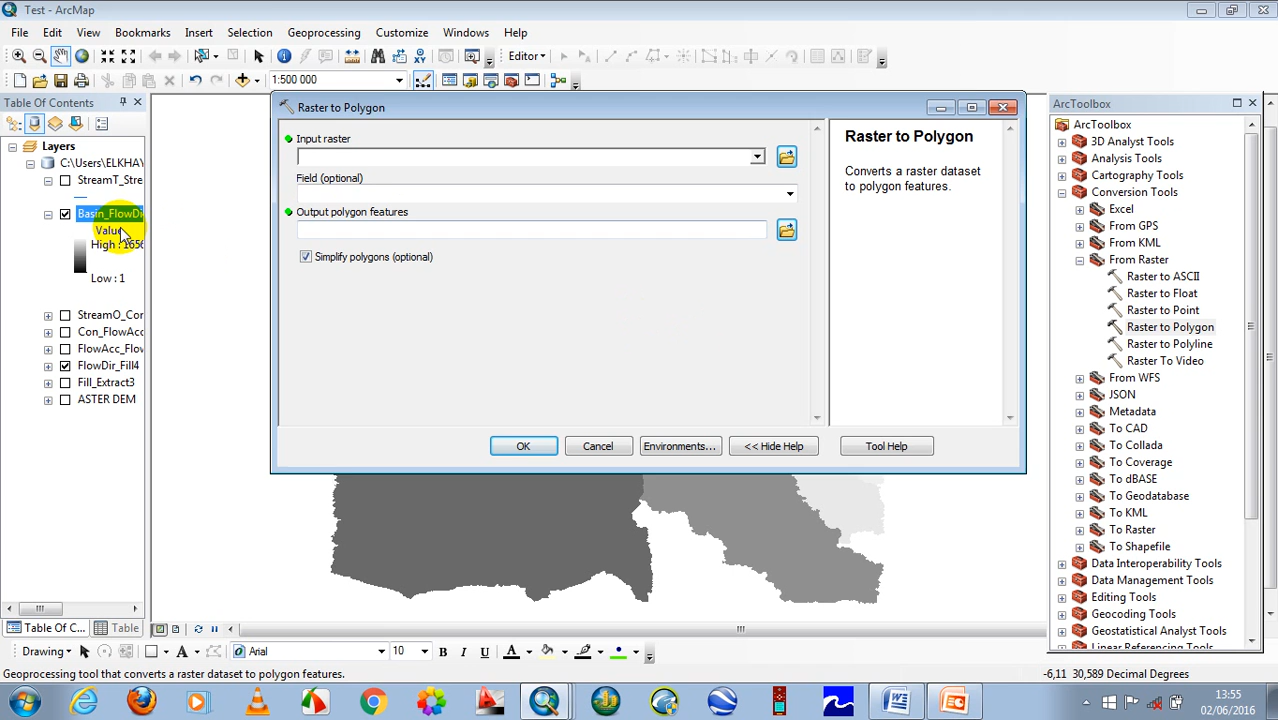 Test - ArcMap
File Edit View Bookmarks Insert Selection Geoprocessing Customize Windows Help
Editor
1:500 000
Table Of Contents
Layers
C:\Users\ELKHA
StreamT_Stre
Basin_FlowDi
Value
High : 1656
Low : 1
StreamO_Con
Con_FlowAcc
FlowAcc_Flow
FlowDir_Fill4
Fill_Extract3
ASTER DEM
Table Of C...
Table
Raster to Polygon
Input raster
Field (optional)
Output polygon features
Simplify polygons (optional)
OK
Cancel
Environments...
<< Hide Help
Tool Help
Raster to Polygon
Converts a raster dataset
to polygon features.
ArcToolbox
ArcToolbox
3D Analyst Tools
Analysis Tools
Cartography Tools
Conversion Tools
Excel
From GPS
From KML
From Raster
Raster to ASCII
Raster to Float
Raster to Point
Raster to Polygon
Raster to Polyline
Raster To Video
From WFS
JSON
Metadata
To CAD
To Collada
To Coverage
To dBASE
To Geodatabase
To KML
To Raster
To Shapefile
Data Interoperability Tools
Data Management Tools
Editing Tools
Geocoding Tools
Geostatistical Analyst Tools
Linear Referencing Tools
Drawing
Arial
10
B I U A
Geoprocessing tool that converts a raster dataset to polygon features.
-6,11 30,589 Decimal Degrees
13:55
02/06/2016